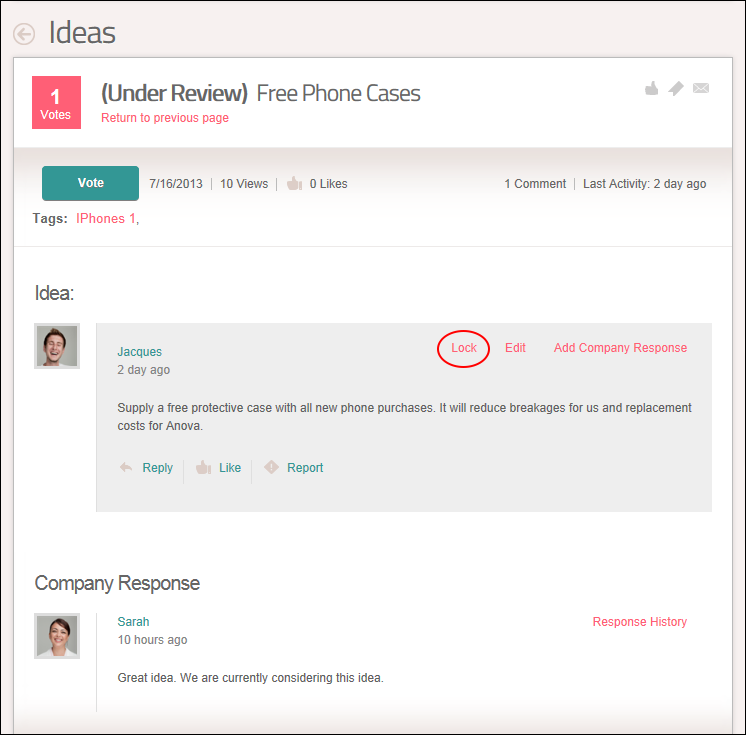 Ideas
1
Votes
(Under Review) Free Phone Cases
Return to previous page
Vote
7/16/2013 | 10 Views | 0 Likes
1 Comment | Last Activity: 2 day ago
Tags: IPhones 1,
Idea:
Jacques
Lock Edit Add Company Response
2 day ago
Supply a free protective case with all new phone purchases. It will reduce breakages for us and replacement
costs for Anova.
Reply Like Report
Company Response
Sarah
Response History
10 hours ago
Great idea. We are currently considering this idea.